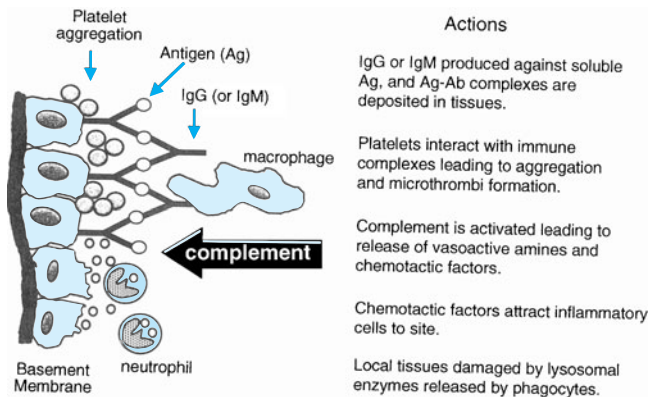 Platelet
aggregation
Antigen (Ag)
IgG (or IgM)
macrophage
complement
neutrophil
Basement
Membrane
Actions
IgG or IgM produced against soluble
Ag, and Ag-Ab complexes are
deposited in tissues.
Platelets interact with immune
complexes leading to aggregation
and microthrombi formation.
Complement is activated leading to
release of vasoactive amines and
chemotactic factors.
Chemotactic factors attract inflammatory
cells to site.
Local tissues damaged by lysosomal
enzymes released by phagocytes.